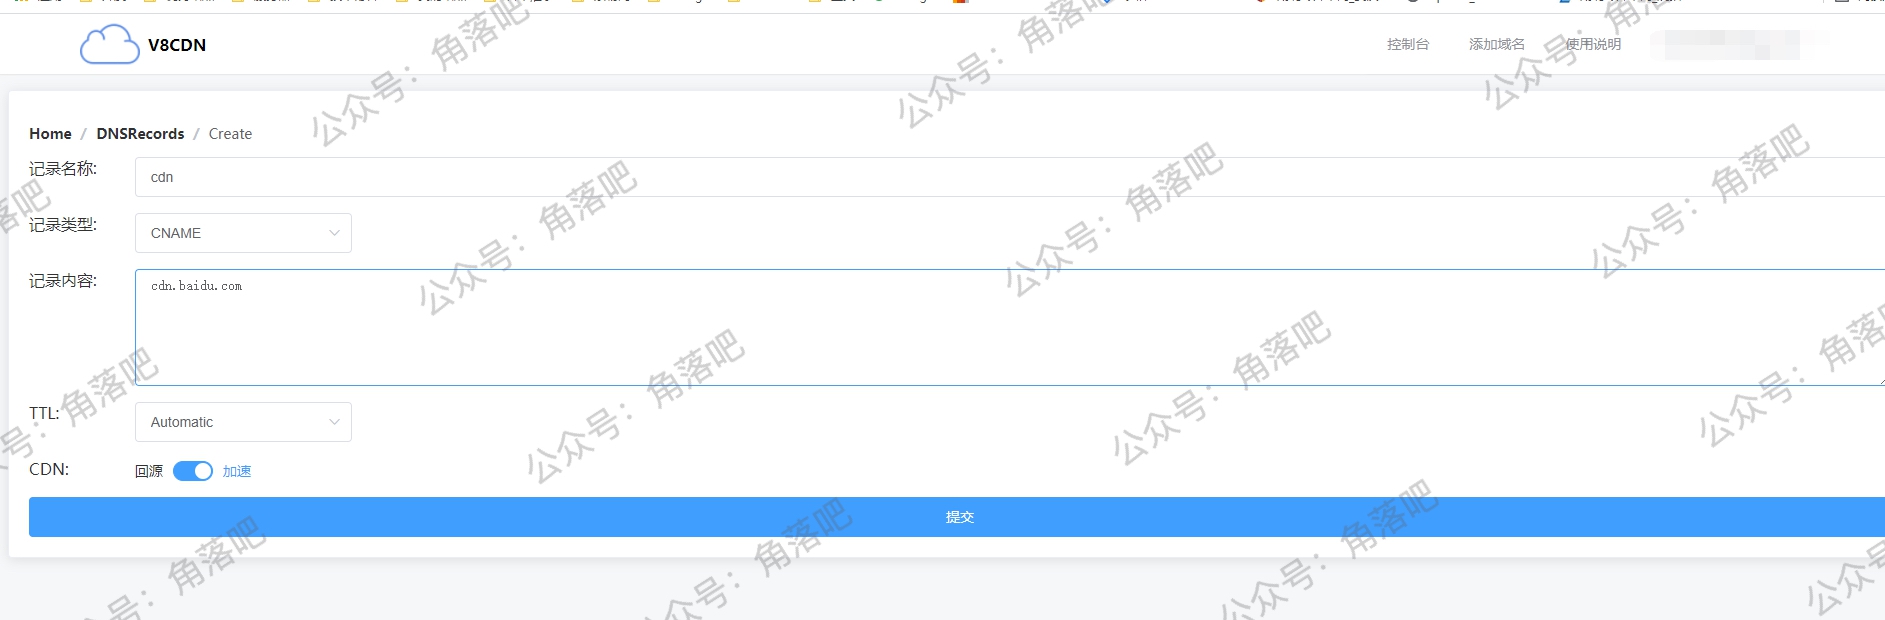 V8CDN
控制台
添加域名
使用说明
Home / DNSRecords / Create
记录名称:
cdn
记录类型:
CNAME
记录内容:
cdn.baidu.com
TTL:
Automatic
CDN:
回源
加速
提交
公众号：角落吧
公众号：角落吧
公众号：角落吧
公众号：角落吧
公众号：角落吧
公众号：角落吧
公众号：角落吧
公众号：角落吧
公众号：角落吧
公众号：角落吧
公众号：角落吧
公众号：角落吧